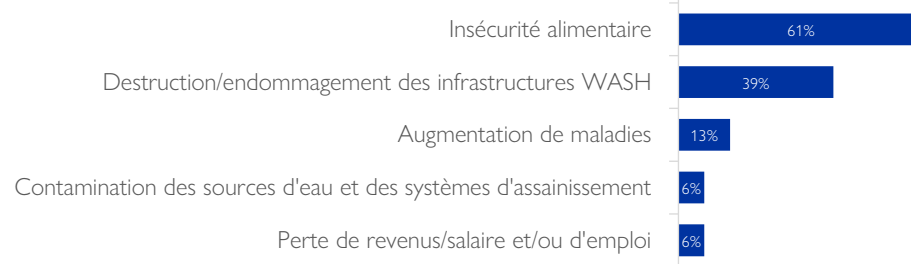 Insécurité alimentaire 61%
Destruction/endommagement des infrastructures WASH 39%
Augmentation de maladies 13%
Contamination des sources d'eau et des systèmes d'assainissement 6%
Perte de revenus/salaire et/ou d'emploi 6%